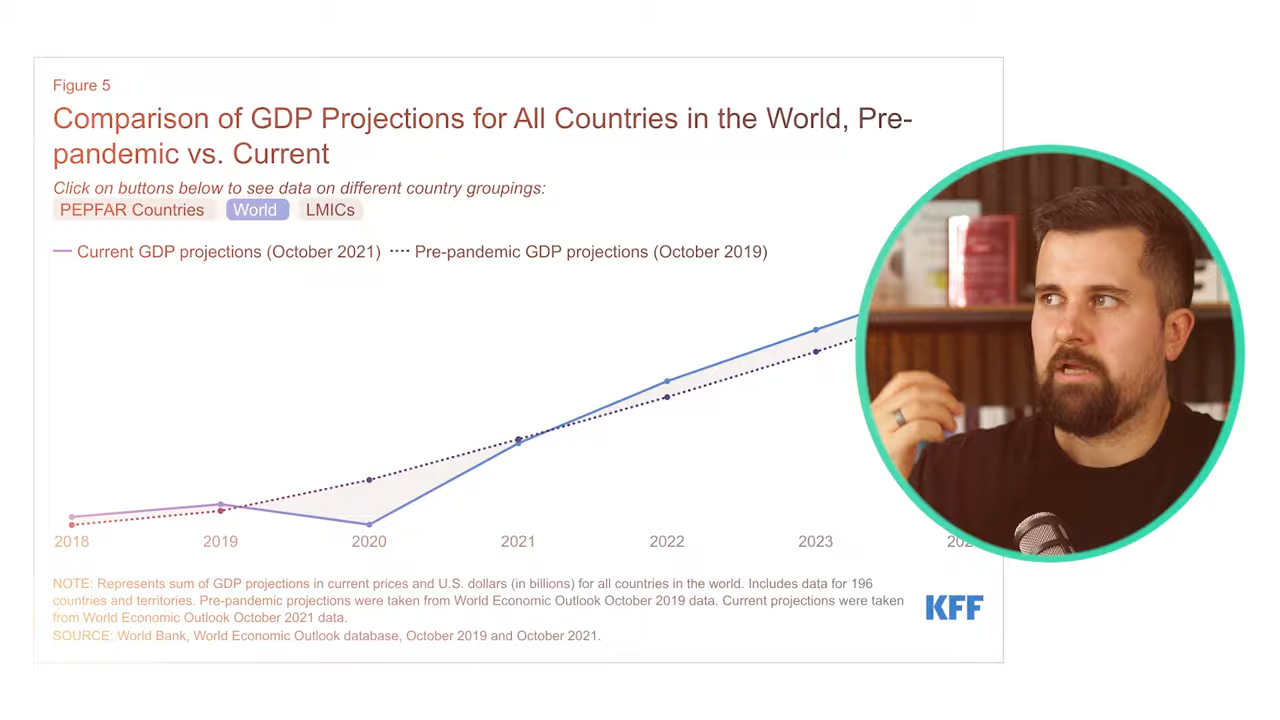 Figure 5
Comparison of GDP Projections for All Countries in the World, Pre-
pandemic vs. Current
Click on buttons below to see data on different country groupings:
PEPFAR Countries World LMICs
Current GDP projections (October 2021) Pre-pandemic GDP projections (October 2019)
2018 2019 2020 2021 2022 2023
NOTE: Represents sum of GDP projections in current prices and U.S. dollars (in billions) for all countries in the world. Includes data for 196
countries and territories. Pre-pandemic projections were taken from World Economic Outlook October 2019 data. Current projections were taken
from World Economic Outlook October 2021 data.
SOURCE: World Bank, World Economic Outlook database, October 2019 and October 2021.
KFF